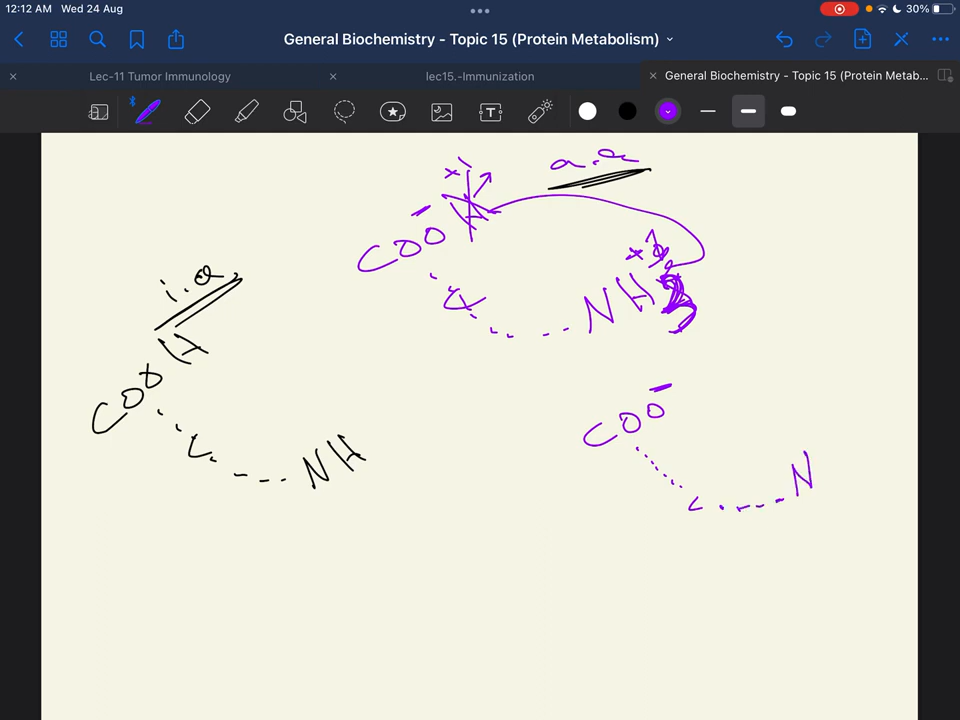 12:12 AM Wed 24 Aug
30%
General Biochemistry - Topic 15 (Protein Metabolism)
Lec-11 Tumor Immunology
lec15.-Immunization
General Biochemistry - Topic 15 (Protein Metab...
T
a.a
COO H
C
NH
COO
C
NH
COO
C
N